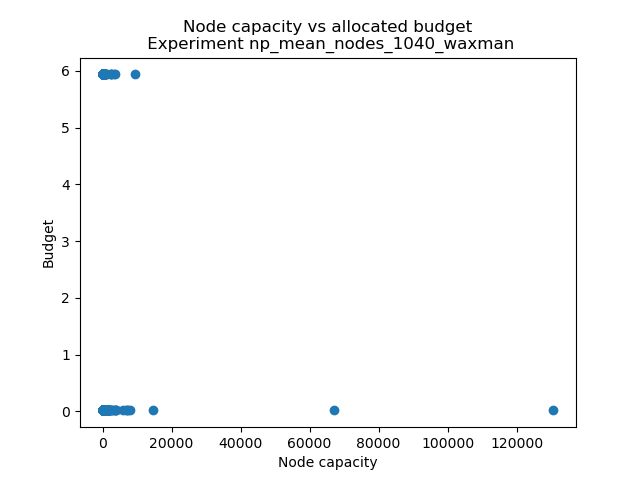 Node capacity vs allocated budget
Experiment np_mean_nodes_1040_waxman
6
5
4
3
2
1
0
Budget
0 20000 40000 60000 80000 100000 120000
Node capacity